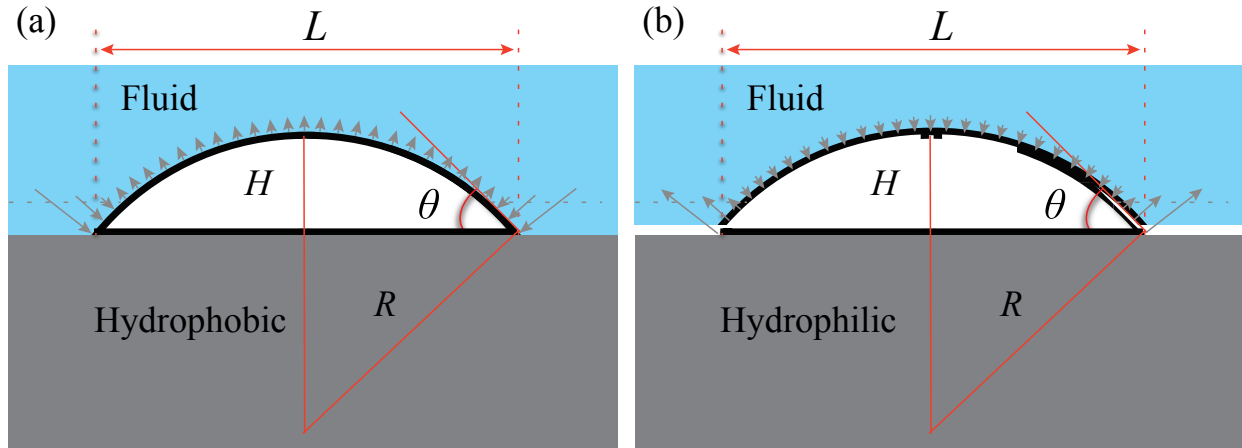 (a)
L
Fluid
H
θ
R
Hydrophobic
(b)
L
Fluid
H
θ
R
Hydrophilic